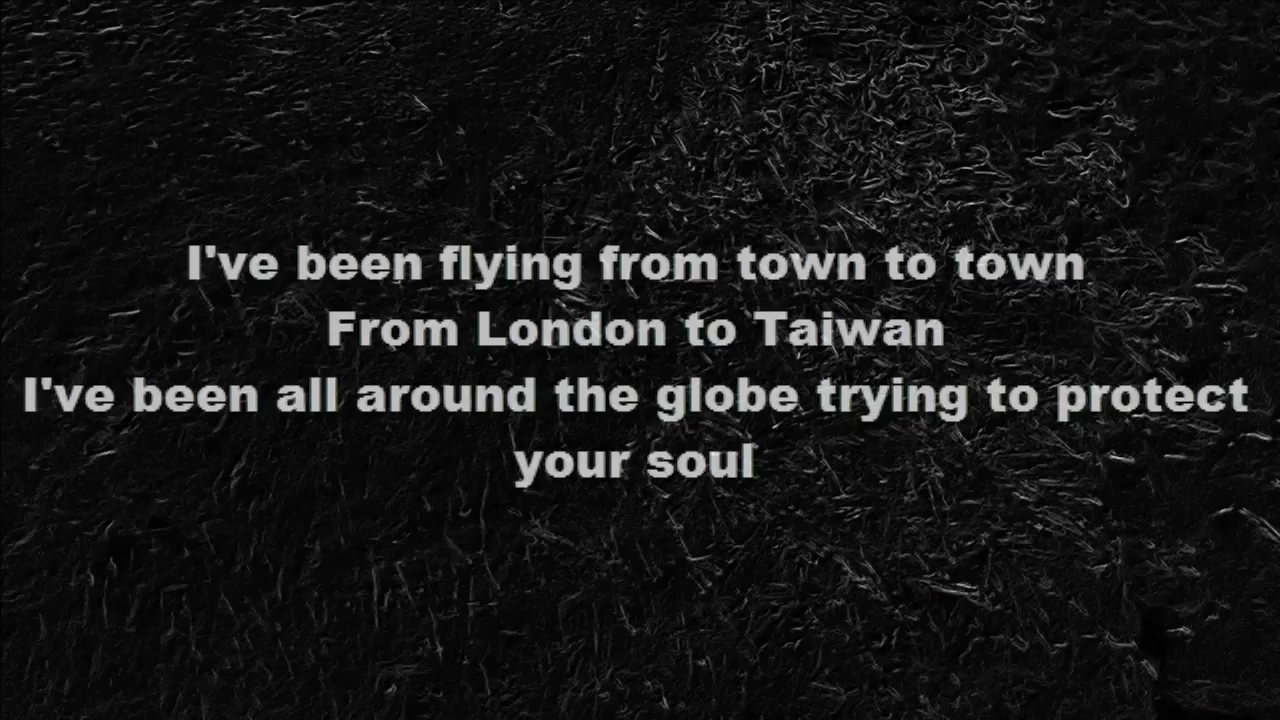 I've been flying from town to town
From London to Taiwan
I've been all around the globe trying to protect
your soul